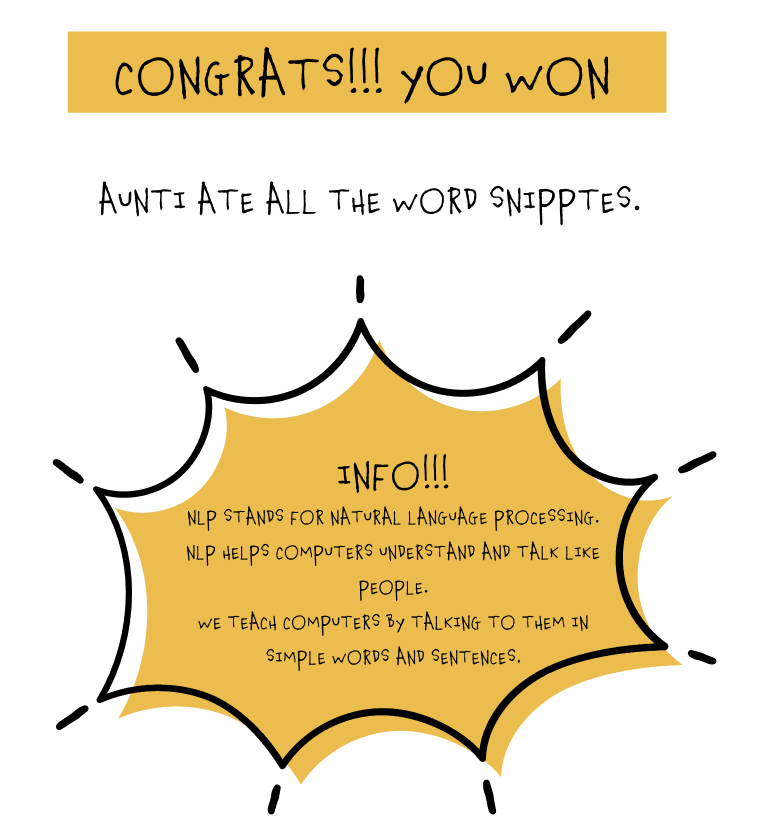 CONGRATS!!! YOU WON
AUNTI ATE ALL THE WORD SNIPPTES.
INFO!!!
NLP STANDS FOR NATURAL LANGUAGE PROCESSING.
NLP HELPS COMPUTERS UNDERSTAND AND TALK LIKE
PEOPLE.
WE TEACH COMPUTERS BY TALKING TO THEM IN
SIMPLE WORDS AND SENTENCES.